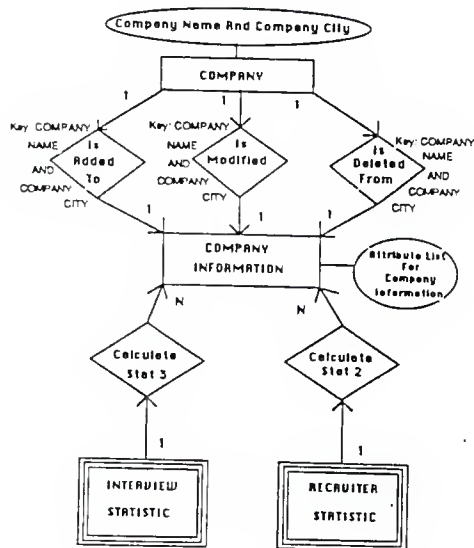 Company Name And Company City
COMPANY
1
1
1
Key: COMPANY
NAME
AND
COMPANY
CITY
Is
Added
To
Key: COMPANY
NAME
AND
COMPANY
CITY
Is
Modified
Key: COMPANY
NAME
AND
COMPANY
CITY
Is
Deleted
From
1
1
1
COMPANY
INFORMATION
Attribute List
For
Company
Information
N
N
Calculate
Stat 3
Calculate
Stat 2
1
1
INTERVIEW
STATISTIC
RECRUITER
STATISTIC